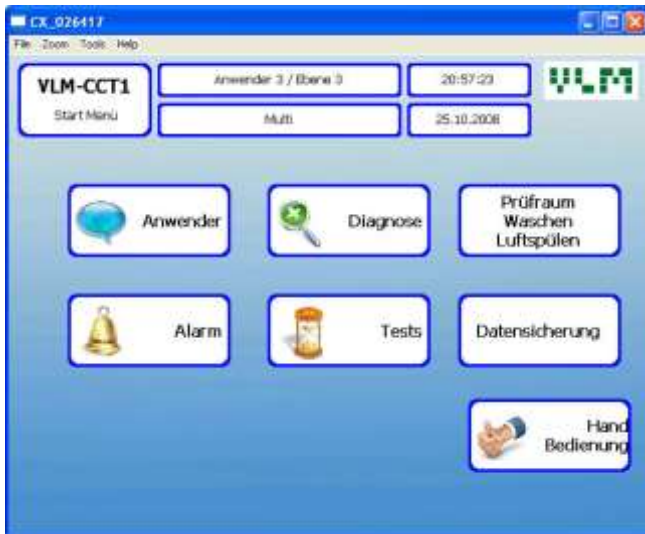 CX_026417
File Zoom Tools Help
VLM-CCT1
Start Menü
Anwender 3 / Ebene 3
20:57:23
VLM
Multi
25.10.2008
Anwender
Diagnose
Prüfraum
Waschen
Luftspülen
Alarm
Tests
Datensicherung
Hand
Bedienung